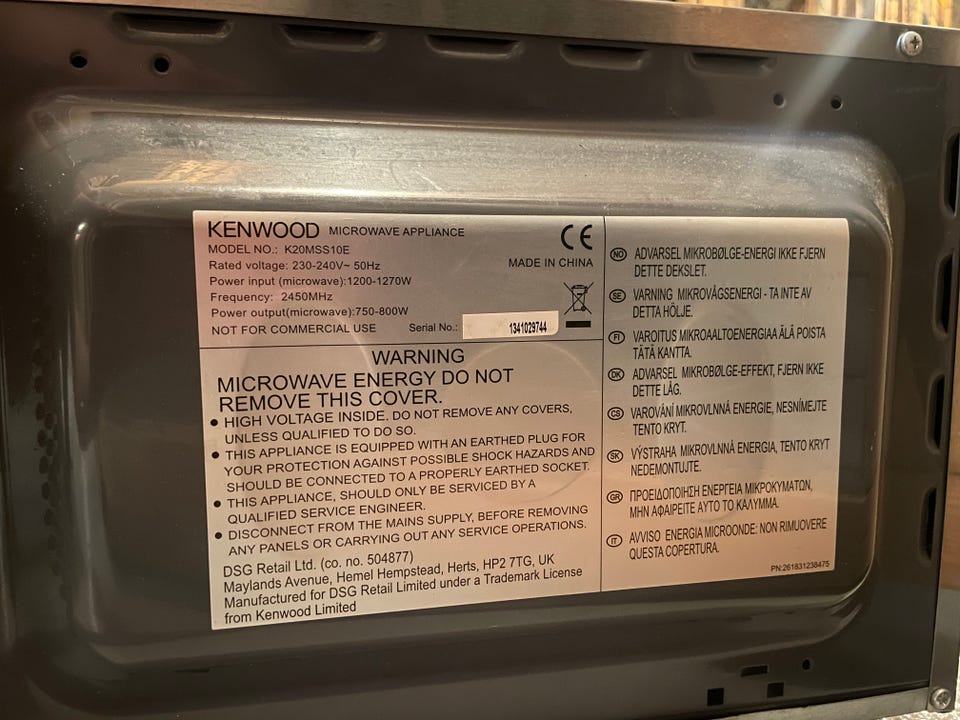 KENWOOD MICROWAVE APPLIANCE
MODEL NO.: K20MSS10E
Rated voltage: 230-240V~ 50Hz
Power input (microwave):1200-1270W
Frequency: 2450MHz
Power output(microwave):750-800W
NOT FOR COMMERCIAL USE
Serial No.: 1341029744
CE
MADE IN CHINA
WARNING
MICROWAVE ENERGY DO NOT
REMOVE THIS COVER.
● HIGH VOLTAGE INSIDE. DO NOT REMOVE ANY COVERS,
UNLESS QUALIFIED TO DO SO.
● THIS APPLIANCE IS EQUIPPED WITH AN EARTHED PLUG FOR
YOUR PROTECTION AGAINST POSSIBLE SHOCK HAZARDS AND
SHOULD BE CONNECTED TO A PROPERLY EARTHED SOCKET.
● THIS APPLIANCE, SHOULD ONLY BE SERVICED BY A
QUALIFIED SERVICE ENGINEER.
● DISCONNECT FROM THE MAINS SUPPLY, BEFORE REMOVING
ANY PANELS OR CARRYING OUT ANY SERVICE OPERATIONS.
DSG Retail Ltd. (co. no. 504877)
Maylands Avenue, Hemel Hempstead, Herts, HP2 7TG, UK
Manufactured for DSG Retail Limited under a Trademark License
from Kenwood Limited
NO ADVARSEL MIKROBØLGE-ENERGI IKKE FJERN
DETTE DEKSLET.
SE VARNING MIKROVÅGSENERGI - TA INTE AV
DETTA HÖLJE.
FI VAROITUS MIKROAALTOENERGIAA ÄLÄ POISTA
TÄTÄ KANTTA.
DK ADVARSEL MIKROBØLGE-EFFEKT, FJERN IKKE
DETTE LÅG.
CS VAROVÁNÍ MIKROVLNNÁ ENERGIE, NESNÍMEJTE
TENTO KRYT.
SK VÝSTRAHA MIKROVLNNÁ ENERGIA, TENTO KRYT
NEDEMONTUJTE.
GR ΠΡΟΕΙΔΟΠΟΙΗΣΗ ΕΝΕΡΓΕΙΑ ΜΙΚΡΟΚΥΜΑΤΩΝ,
ΜΗΝ ΑΦΑΙΡΕΙΤΕ ΑΥΤΟ ΤΟ ΚΑΛΥΜΜΑ.
IT AVVISO ENERGIA MICROONDE: NON RIMUOVERE
QUESTA COPERTURA.
PN:261831238475